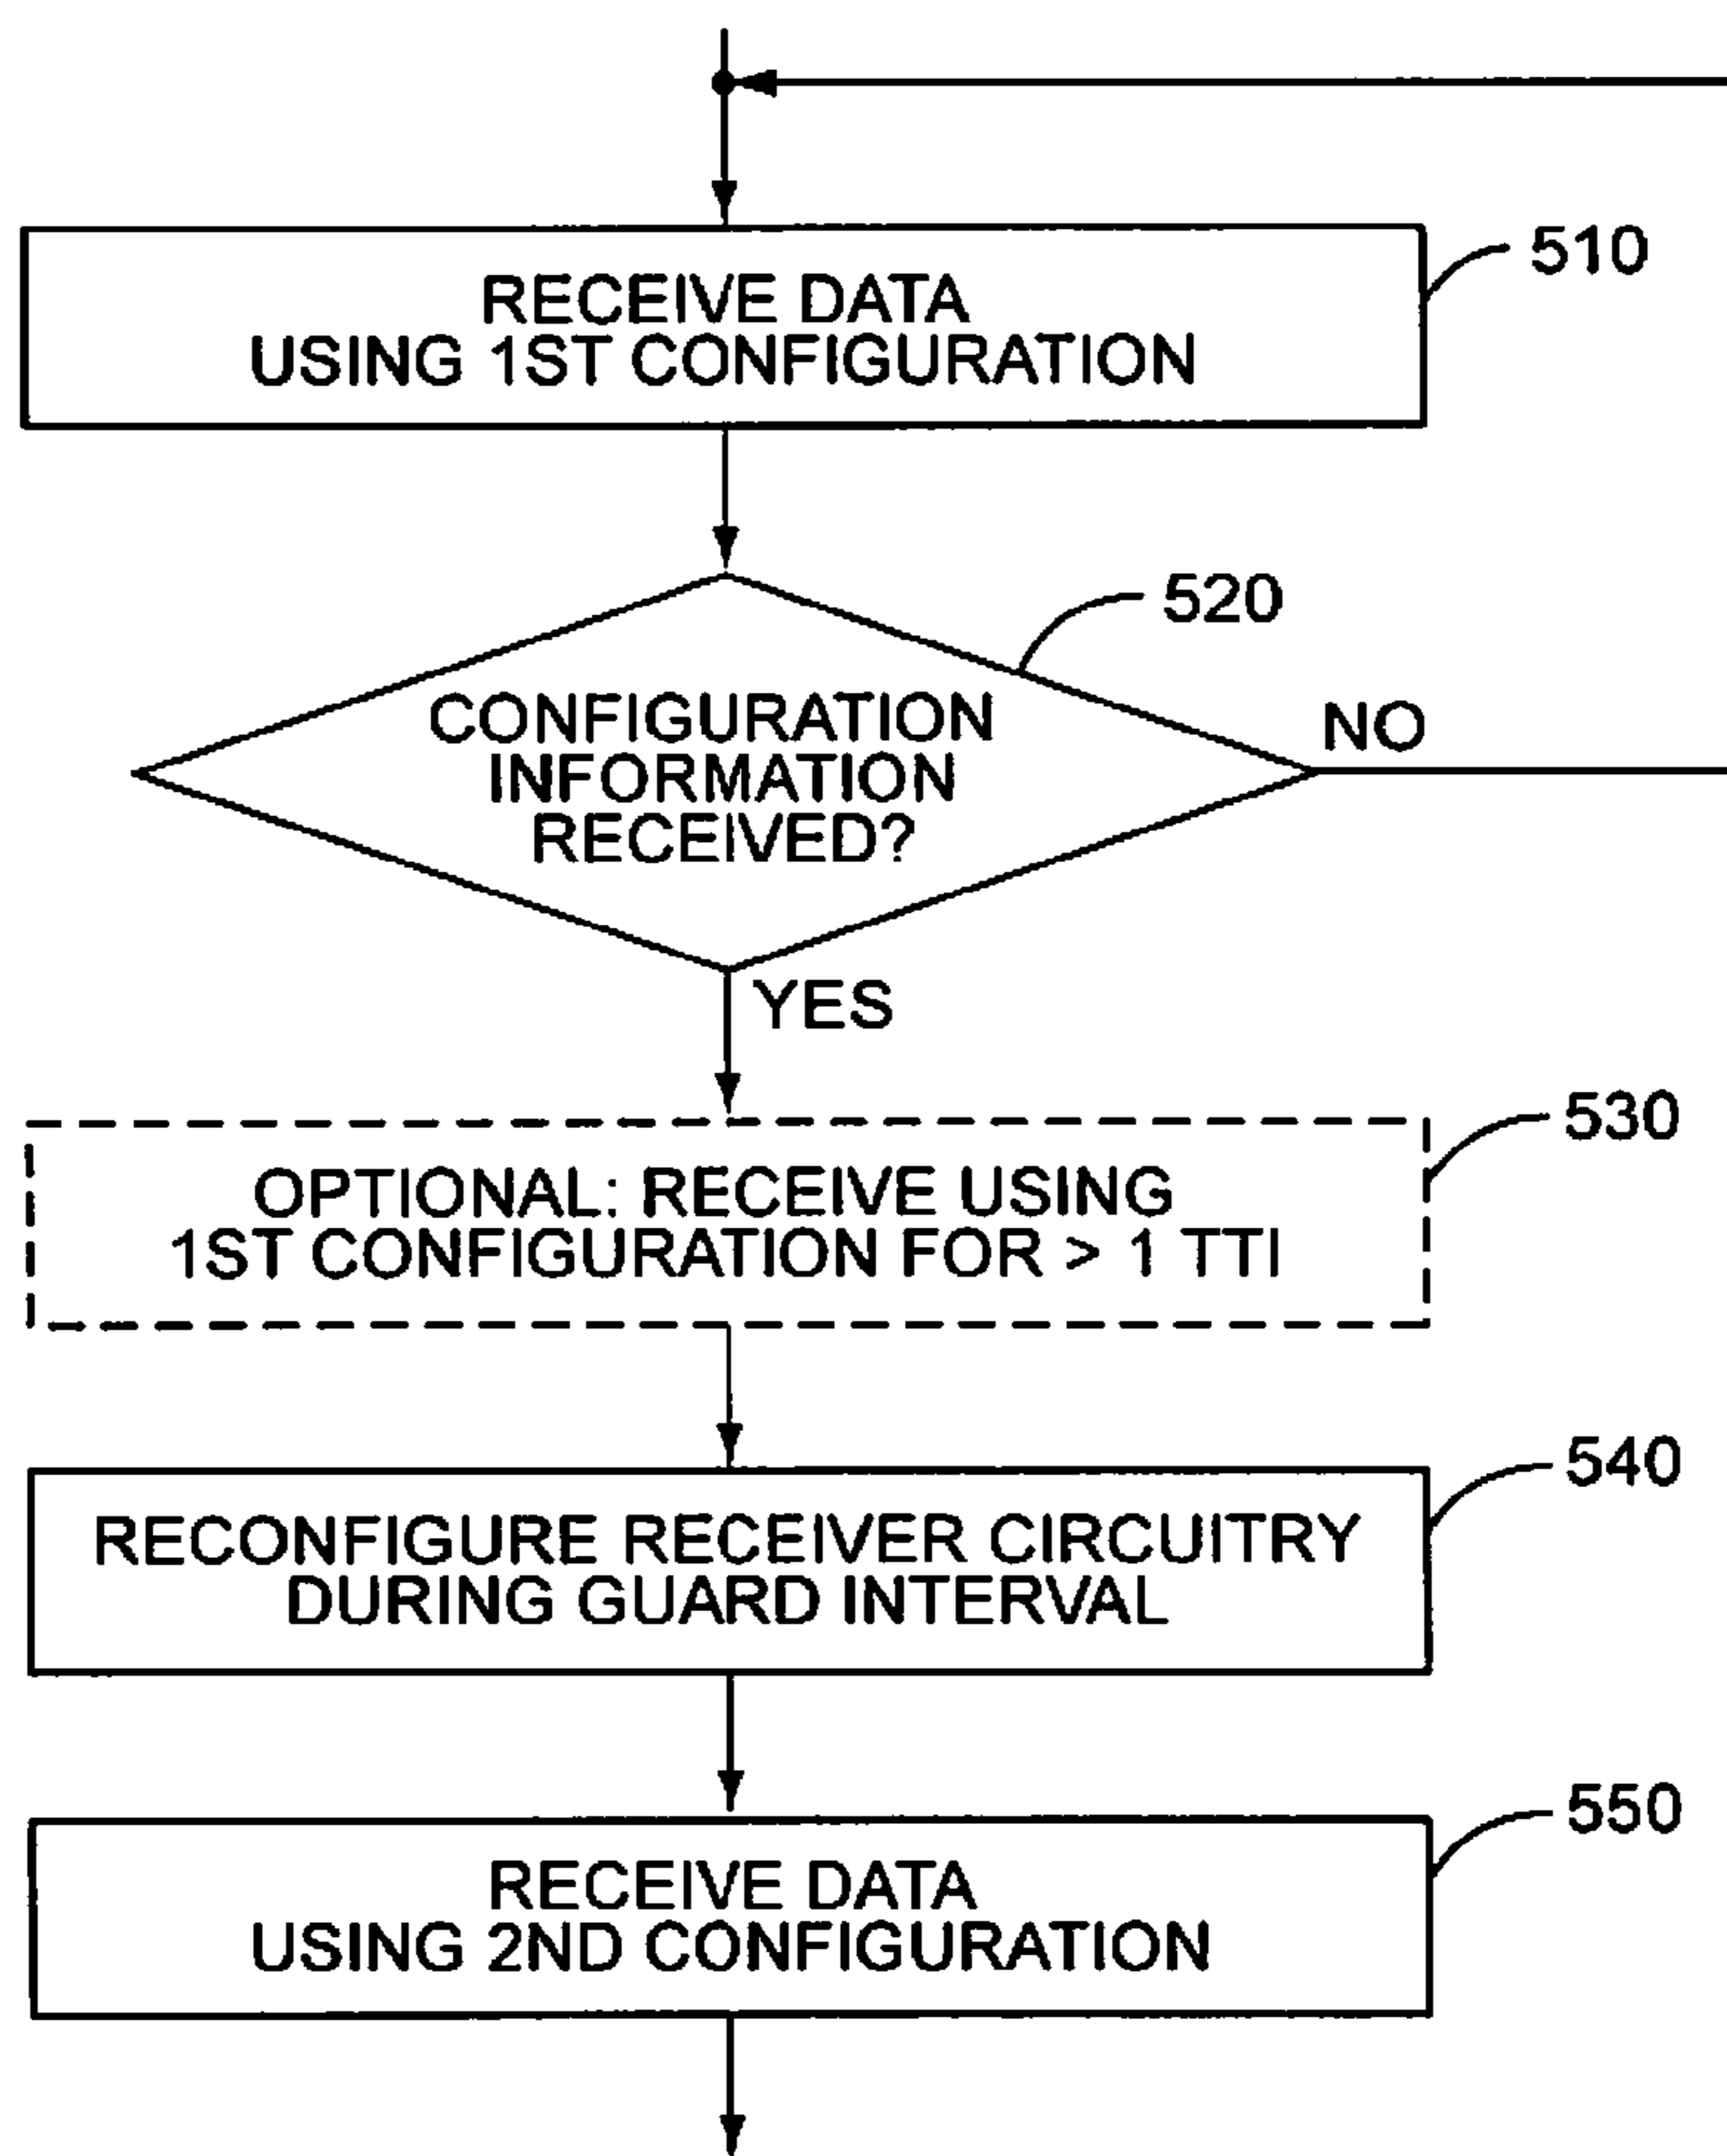 RECEIVE DATA
USING 1ST CONFIGURATION
510
520
CONFIGURATION
INFORMATION
RECEIVED?
NO
YES
530
OPTIONAL: RECEIVE USING
1ST CONFIGURATION FOR > 1 TTI
540
RECONFIGURE RECEIVER CIRCUITRY
DURING GUARD INTERVAL
550
RECEIVE DATA
USING 2ND CONFIGURATION